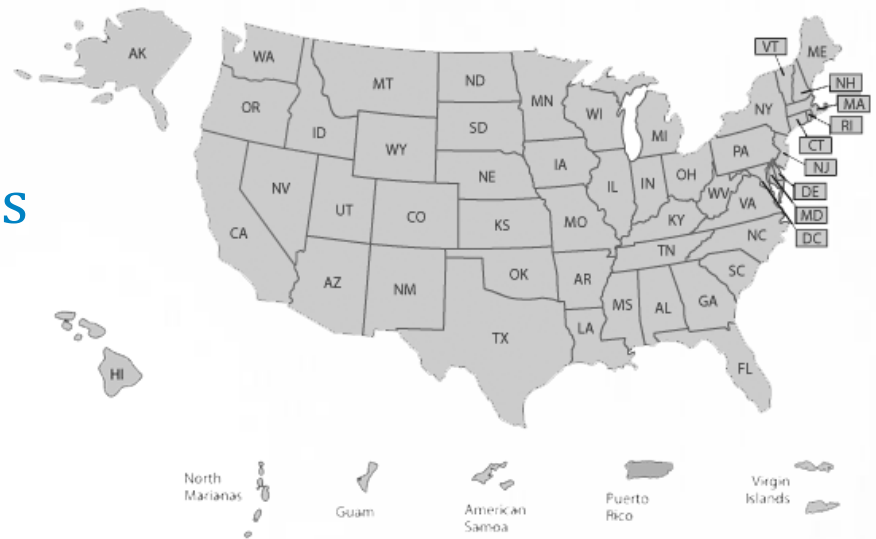 AK
WA
MT
ND
MN
VT
ME
NH
MA
RI
CT
NJ
DE
MD
DC
OR
ID
WY
SD
WI
MI
NY
PA
NV
UT
CO
NE
IA
IL
IN
OH
WV
VA
S
CA
KS
MO
KY
NC
AZ
NM
OK
AR
TN
SC
TX
LA
MS
AL
GA
FL
HI
North
Marianas
Guam
American
Samoa
Puerto
Rico
Virgin
Islands